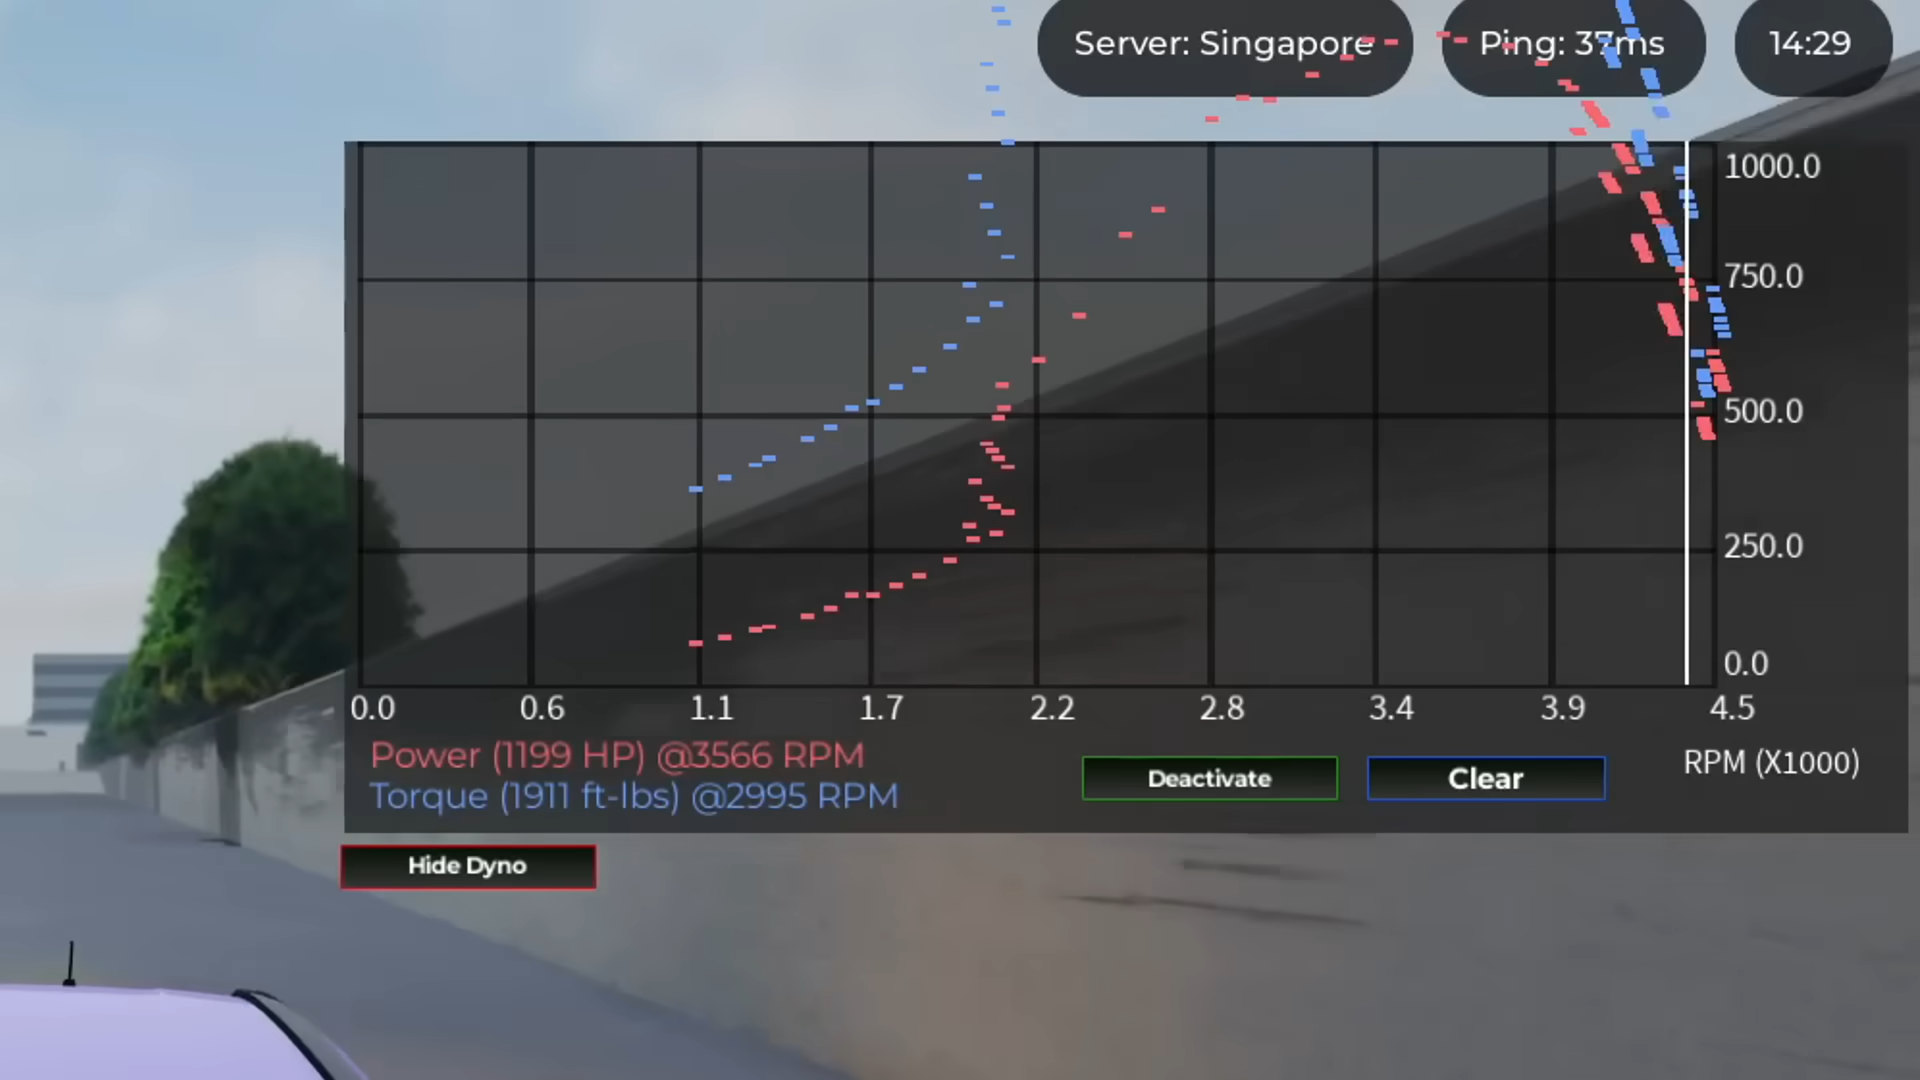 Server: Singapore
Ping: 37ms
14:29
1000.0
750.0
500.0
250.0
0.0
0.0 0.6 1.1 1.7 2.2 2.8 3.4 3.9 4.5
RPM (X1000)
Power (1199 HP) @3566 RPM
Torque (1911 ft-lbs) @2995 RPM
Deactivate
Clear
Hide Dyno